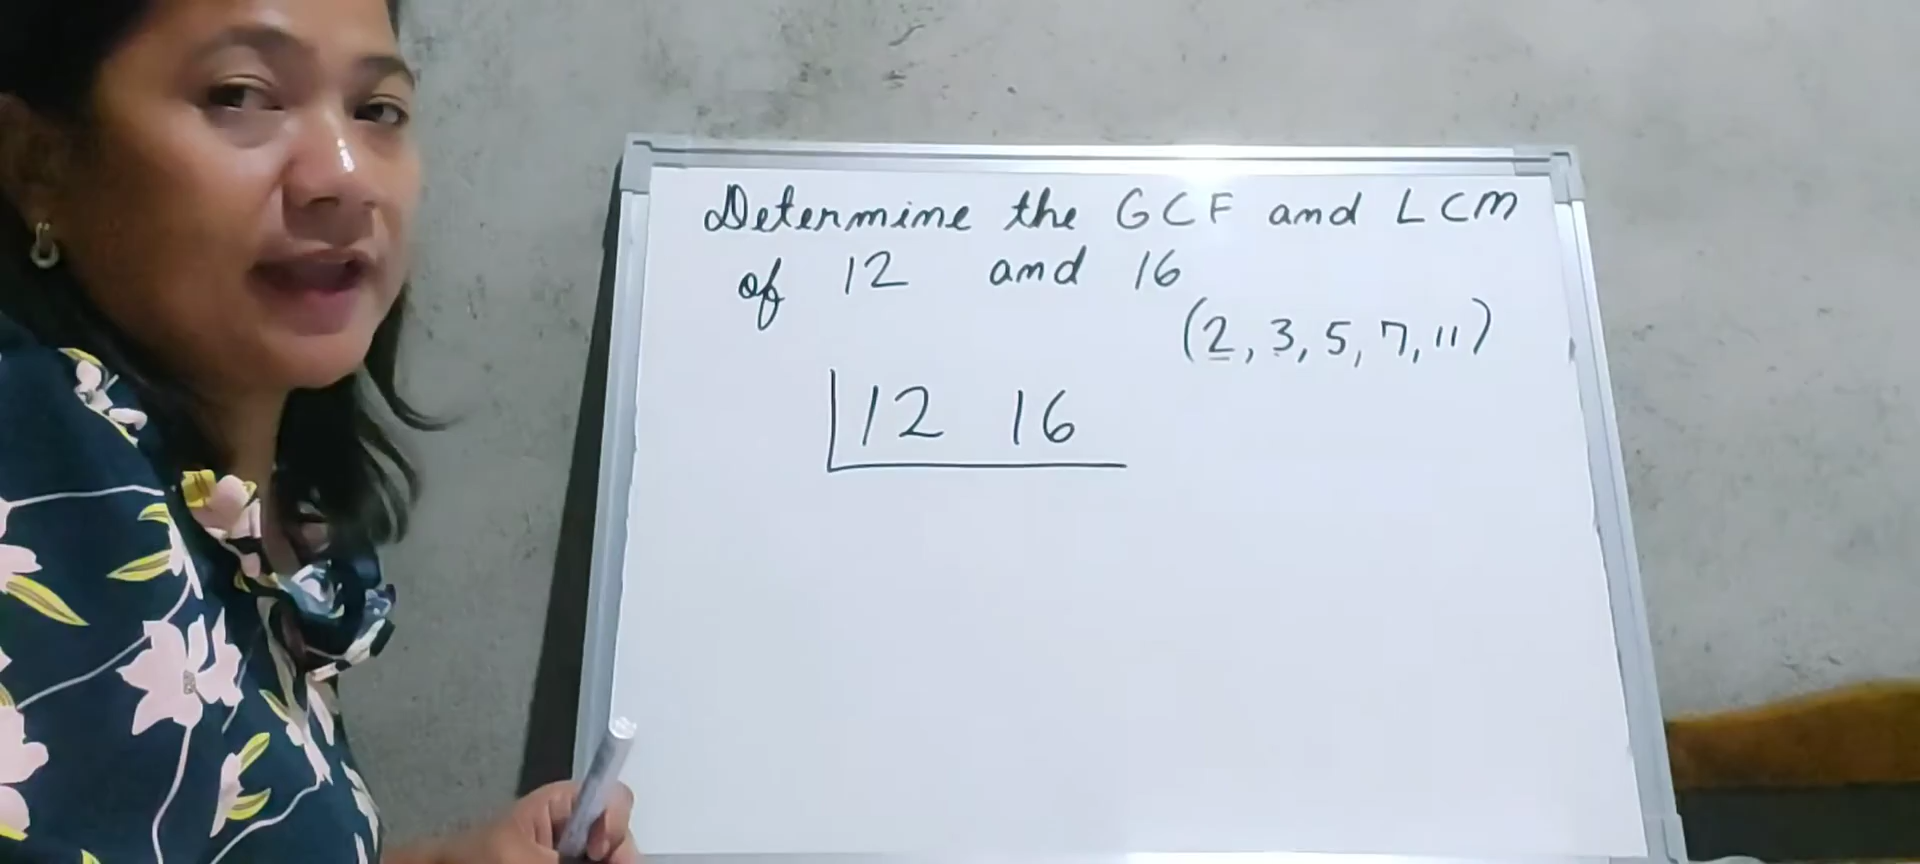 Determine the GCF and LCM
of 12 and 16
(2, 3, 5, 7, 11)
12 16